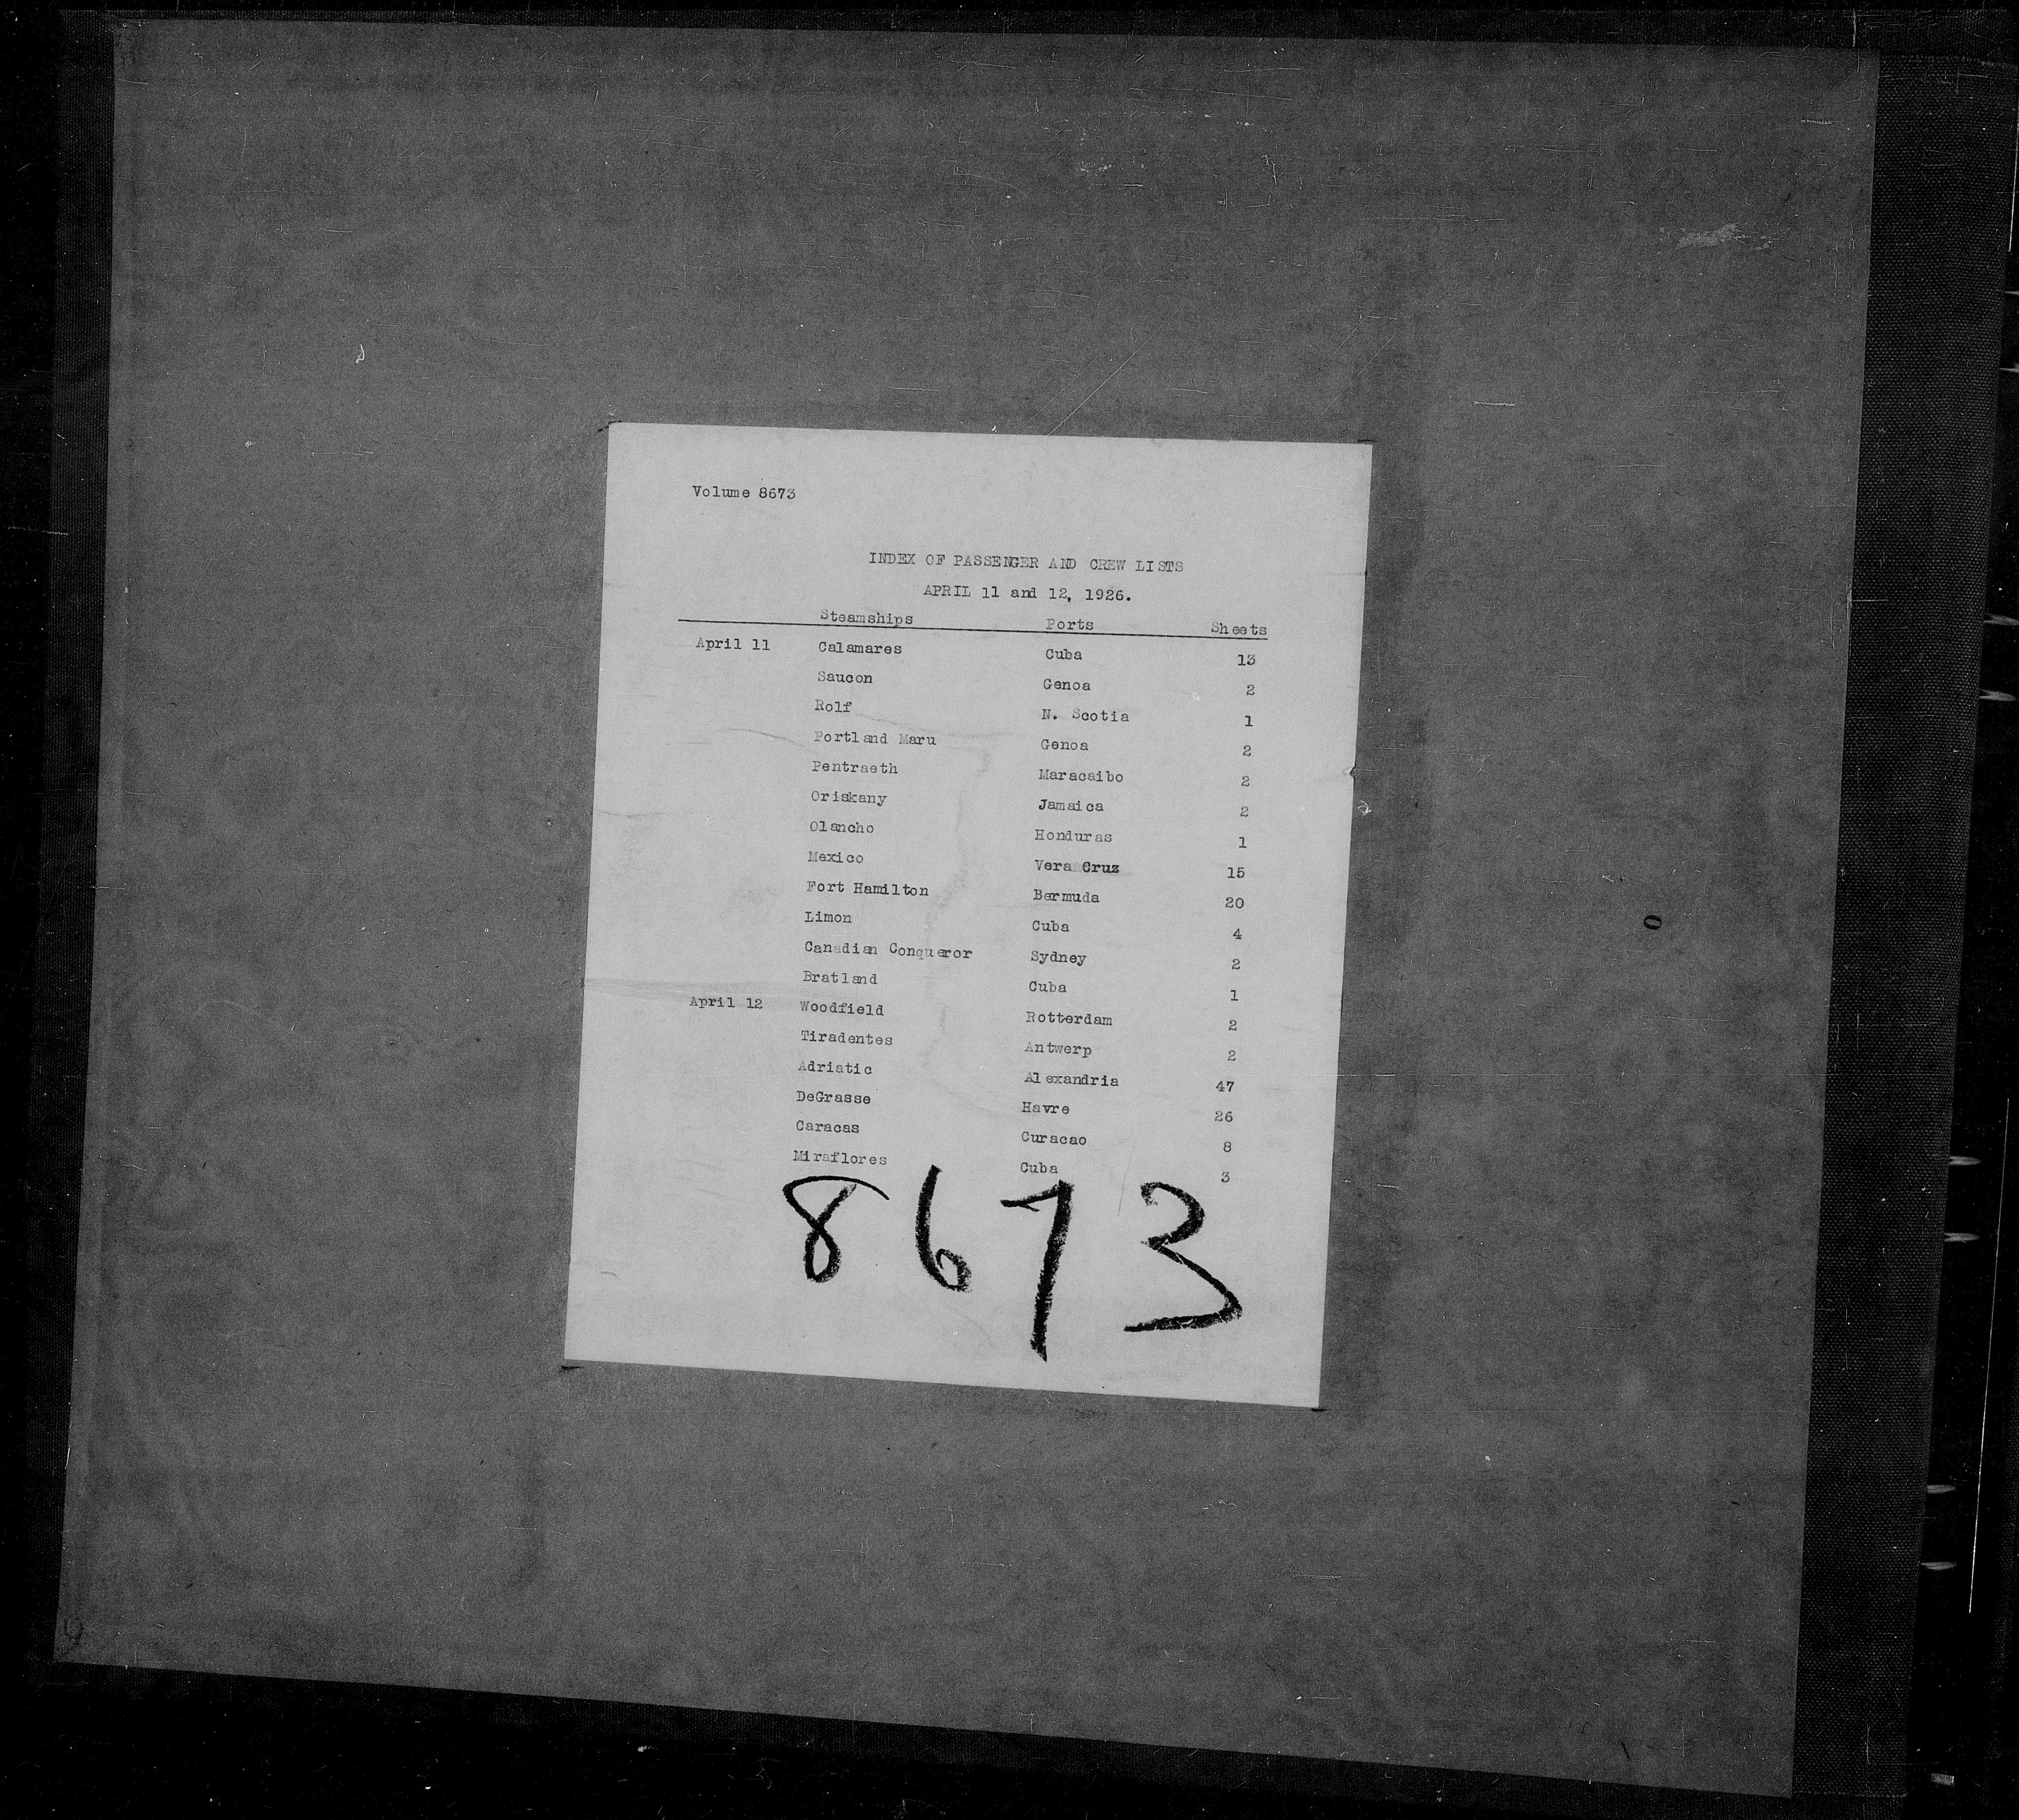 Volume 8673
INDEX OF PASSENGER AND CREW LISTS
APRIL 11 and 12, 1926.
Steamships Ports Sheets
April 11 Calamares Cuba 13
Saucon Genoa 2
Rolf N. Scotia 1
Portland Maru Genoa 2
Pentraeth Maracaibo 2
Oriskany Jamaica 2
Olancho Honduras 1
Mexico Vera Cruz 15
Fort Hamilton Bermuda 20
Limon Cuba 4
Canadian Conqueror Sydney 2
Bratland Cuba 1
April 12 Woodfield Rotterdam 2
Tiradentes Antwerp 2
Adriatic Alexandria 47
DeGrasse Havre 26
Caracas Curacao 8
Miraflores Cuba 3
8673
0